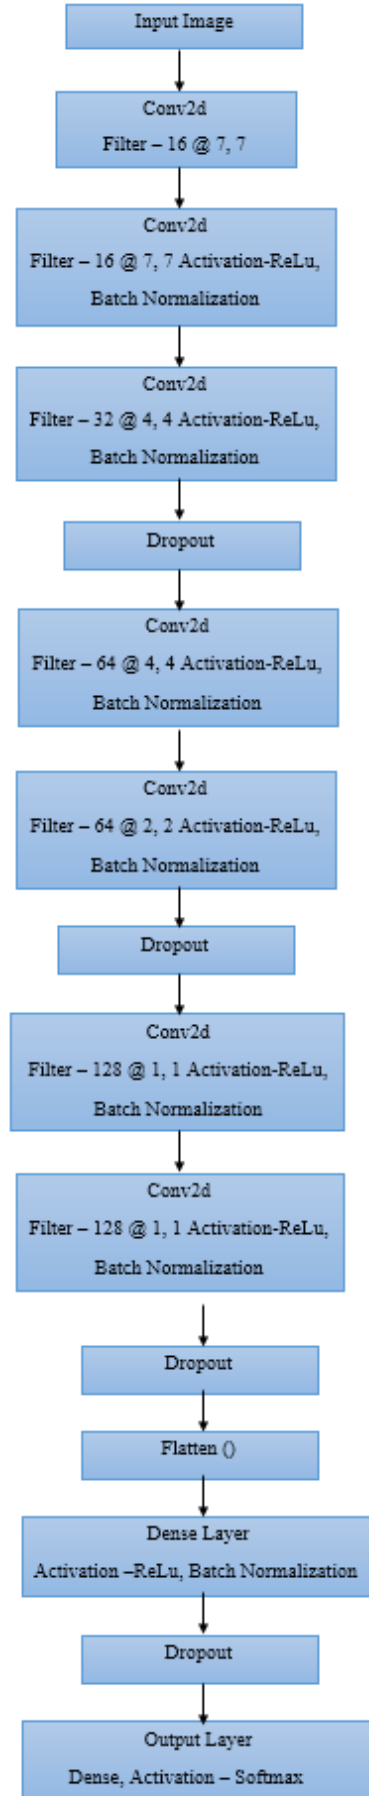 Input Image
Conv2d
Filter – 16 @ 7, 7
Conv2d
Filter – 16 @ 7, 7 Activation-ReLu,
Batch Normalization
Conv2d
Filter – 32 @ 4, 4 Activation-ReLu,
Batch Normalization
Dropout
Conv2d
Filter – 64 @ 4, 4 Activation-ReLu,
Batch Normalization
Conv2d
Filter – 64 @ 2, 2 Activation-ReLu,
Batch Normalization
Dropout
Conv2d
Filter – 128 @ 1, 1 Activation-ReLu,
Batch Normalization
Conv2d
Filter – 128 @ 1, 1 Activation-ReLu,
Batch Normalization
Dropout
Flatten ()
Dense Layer
Activation –ReLu, Batch Normalization
Dropout
Output Layer
Dense, Activation – Softmax